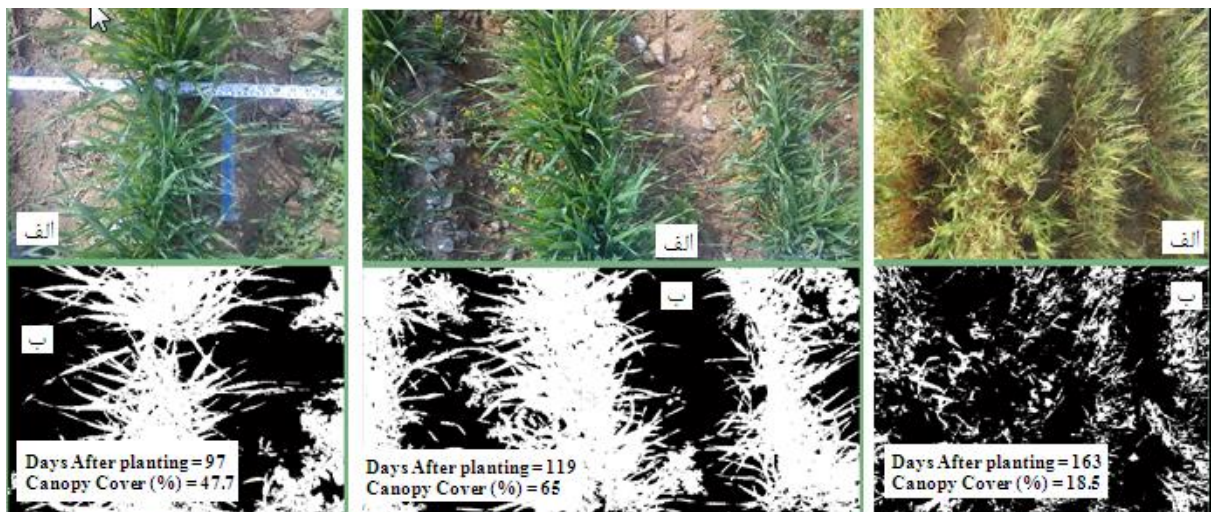 الف
الف
الف
ب
Days After planting = 97
Canopy Cover (%) = 47.7
ب
Days After planting = 119
Canopy Cover (%) = 65
ب
Days After planting = 163
Canopy Cover (%) = 18.5